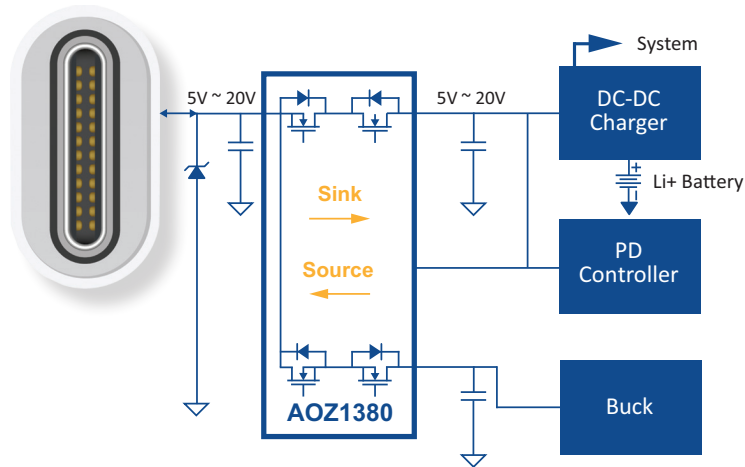 System
5V ~ 20V
5V ~ 20V
DC-DC
Charger
+
Li+ Battery
Sink
Source
PD
Controller
AOZ1380
Buck